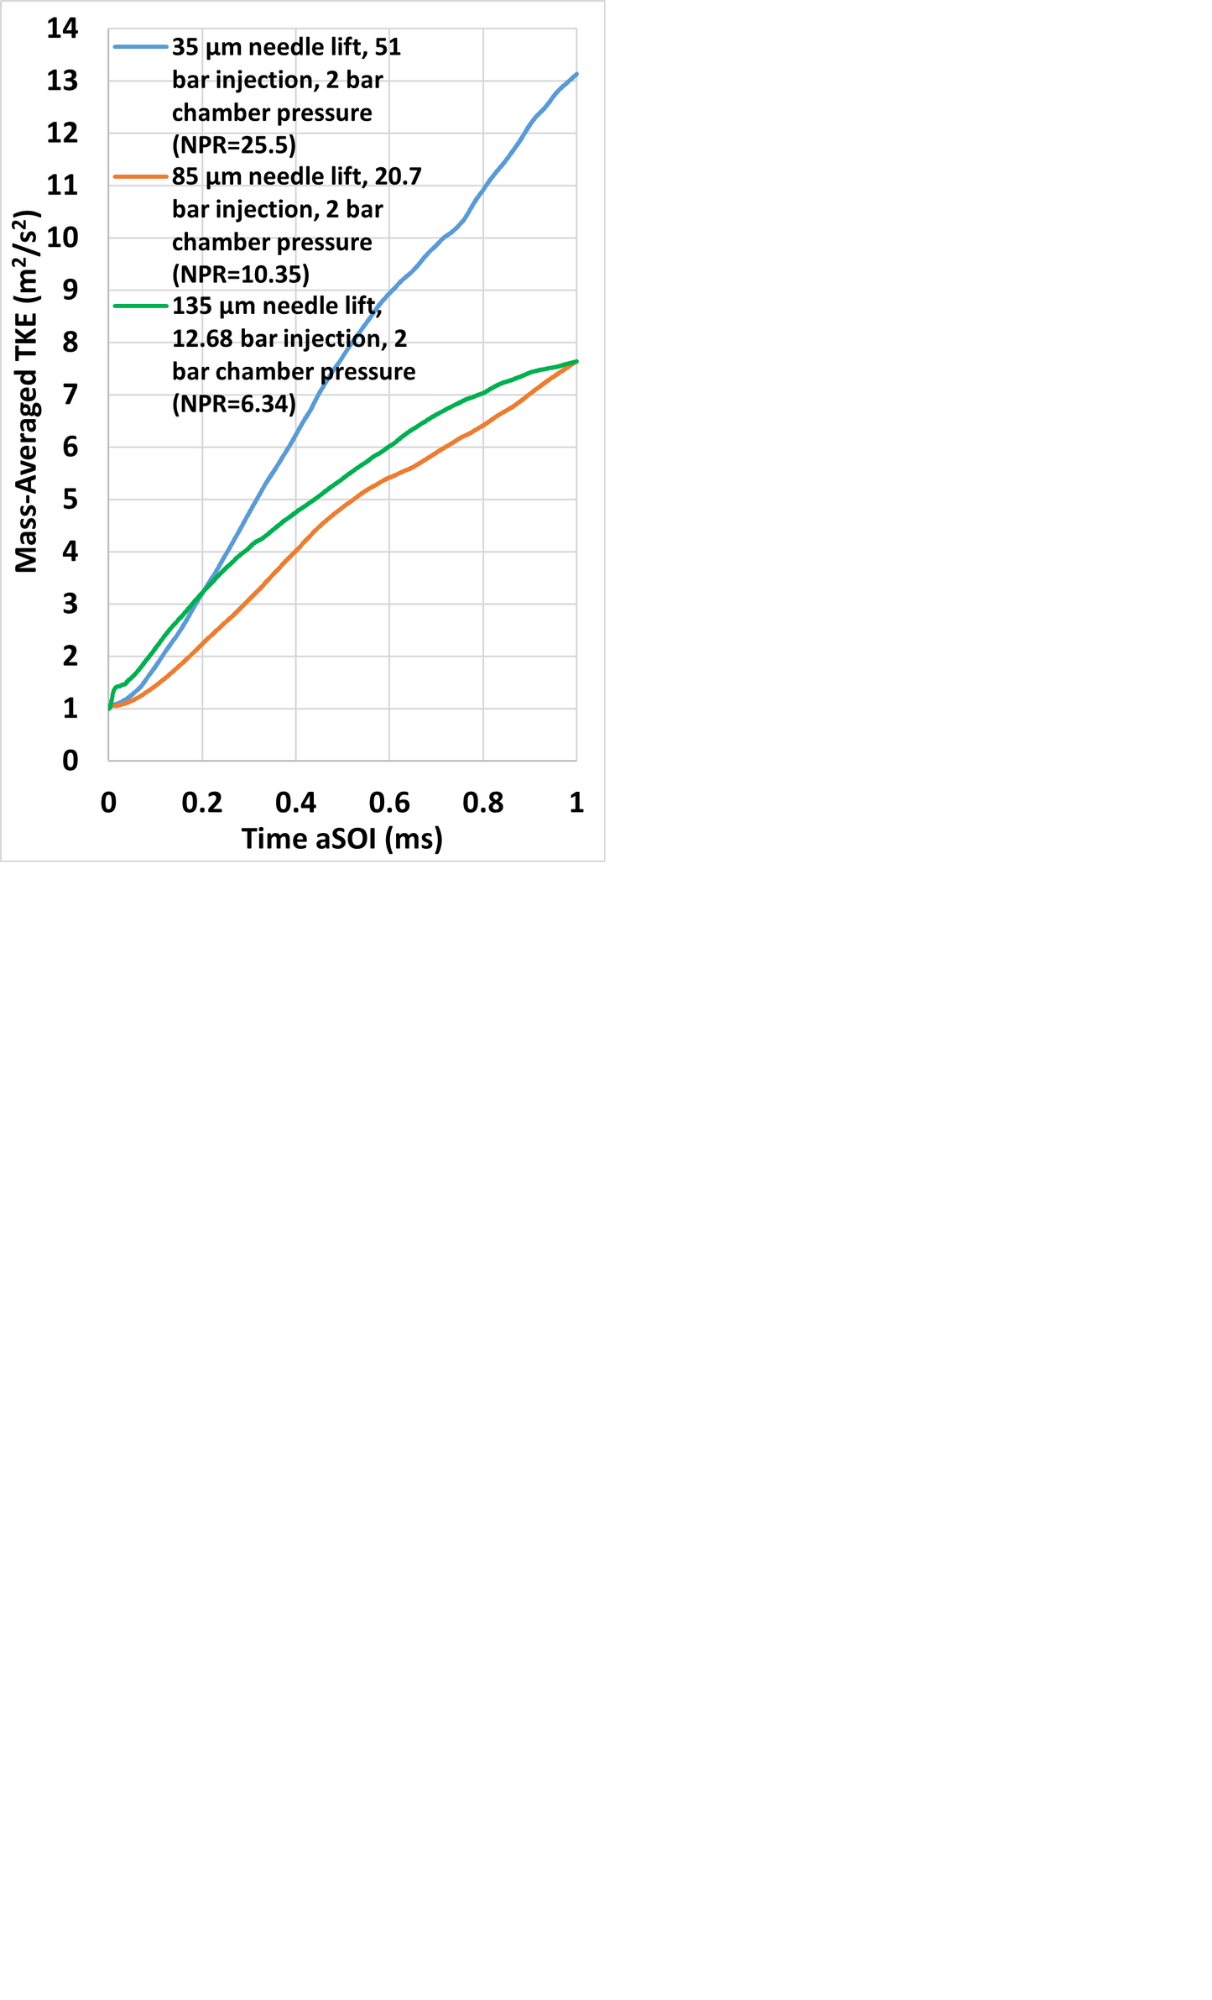 14
13
12
11
10
9
8
7
6
5
4
3
2
1
0
Mass-Averaged TKE (m²/s²)
35 µm needle lift, 51
bar injection, 2 bar
chamber pressure
(NPR=25.5)
85 µm needle lift, 20.7
bar injection, 2 bar
chamber pressure
(NPR=10.35)
135 µm needle lift,
12.68 bar injection, 2
bar chamber pressure
(NPR=6.34)
0 0.2 0.4 0.6 0.8 1
Time aSOI (ms)